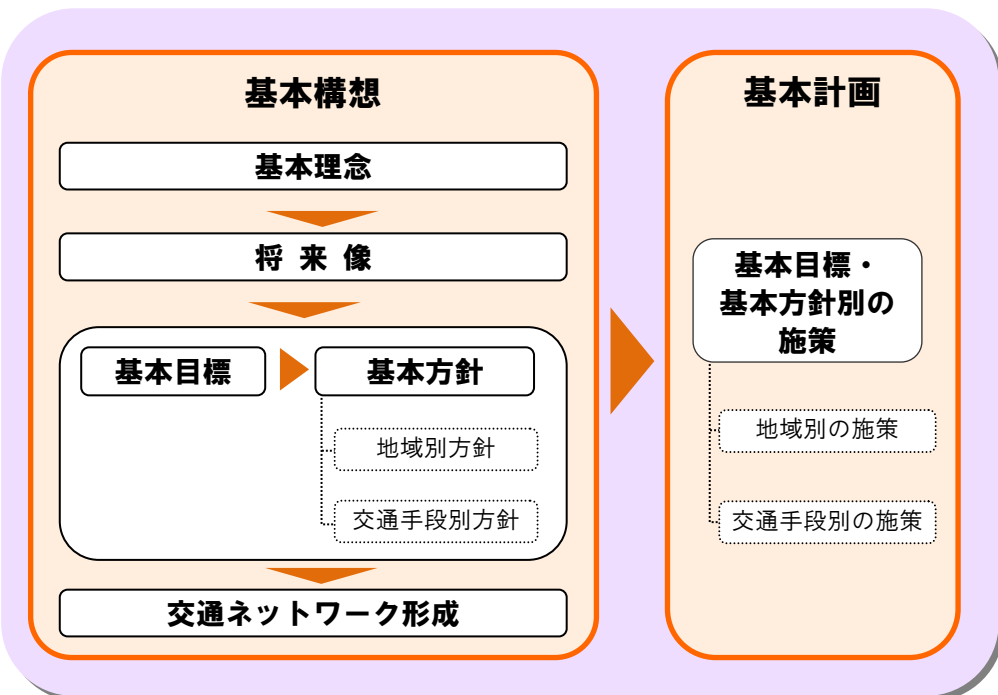 基本構想
基本理念
将 来 像
基本目標
基本方針
地域別方針
交通手段別方針
交通ネットワーク形成
基本計画
基本目標・
基本方針別の
施策
地域別の施策
交通手段別の施策